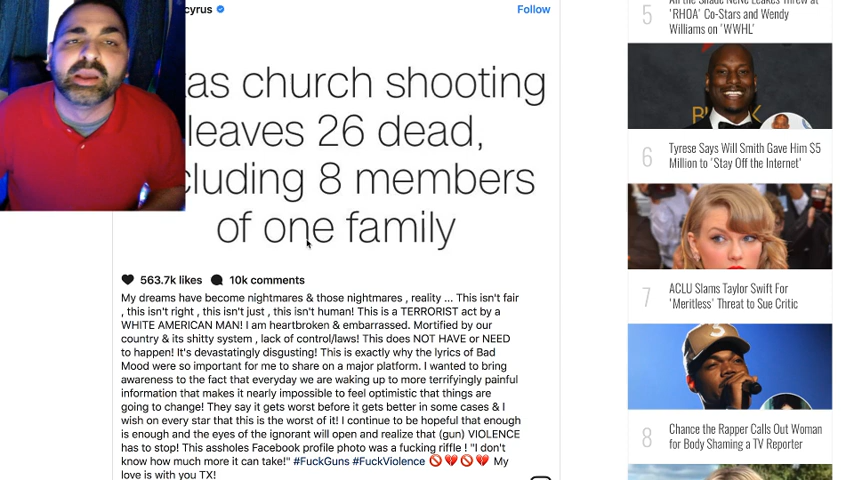 cyrus
Follow
as church shooting
leaves 26 dead,
cluding 8 members
of one family
563.7k likes 10k comments
My dreams have become nightmares & those nightmares , reality ... This isn't fair
, this isn't right , this isn't just , this isn't human! This is a TERRORIST act by a
WHITE AMERICAN MAN! I am heartbroken & embarrassed. Mortified by our
country & its shitty system , lack of control/laws! This does NOT HAVE or NEED
to happen! It's devastatingly disgusting! This is exactly why the lyrics of Bad
Mood were so important for me to share on a major platform. I wanted to bring
awareness to the fact that everyday we are waking up to more terrifyingly painful
information that makes it nearly impossible to feel optimistic that things are
going to change! They say it gets worst before it gets better in some cases & I
wish on every star that this is the worst of it! I continue to be hopeful that enough
is enough and the eyes of the ignorant will open and realize that (gun) VIOLENCE
has to stop! This assholes Facebook profile photo was a fucking riffle ! "I don't
know how much more it can take!" #FuckGuns #FuckViolence 🚫💔🚫💔 My
love is with you TX!
5
All the Shade NeNe Leakes Threw at
'RHOA' Co-Stars and Wendy
Williams on 'WWHL'
6
Tyrese Says Will Smith Gave Him $5
Million to 'Stay Off the Internet'
7
ACLU Slams Taylor Swift For
'Meritless' Threat to Sue Critic
8
Chance the Rapper Calls Out Woman
for Body Shaming a TV Reporter